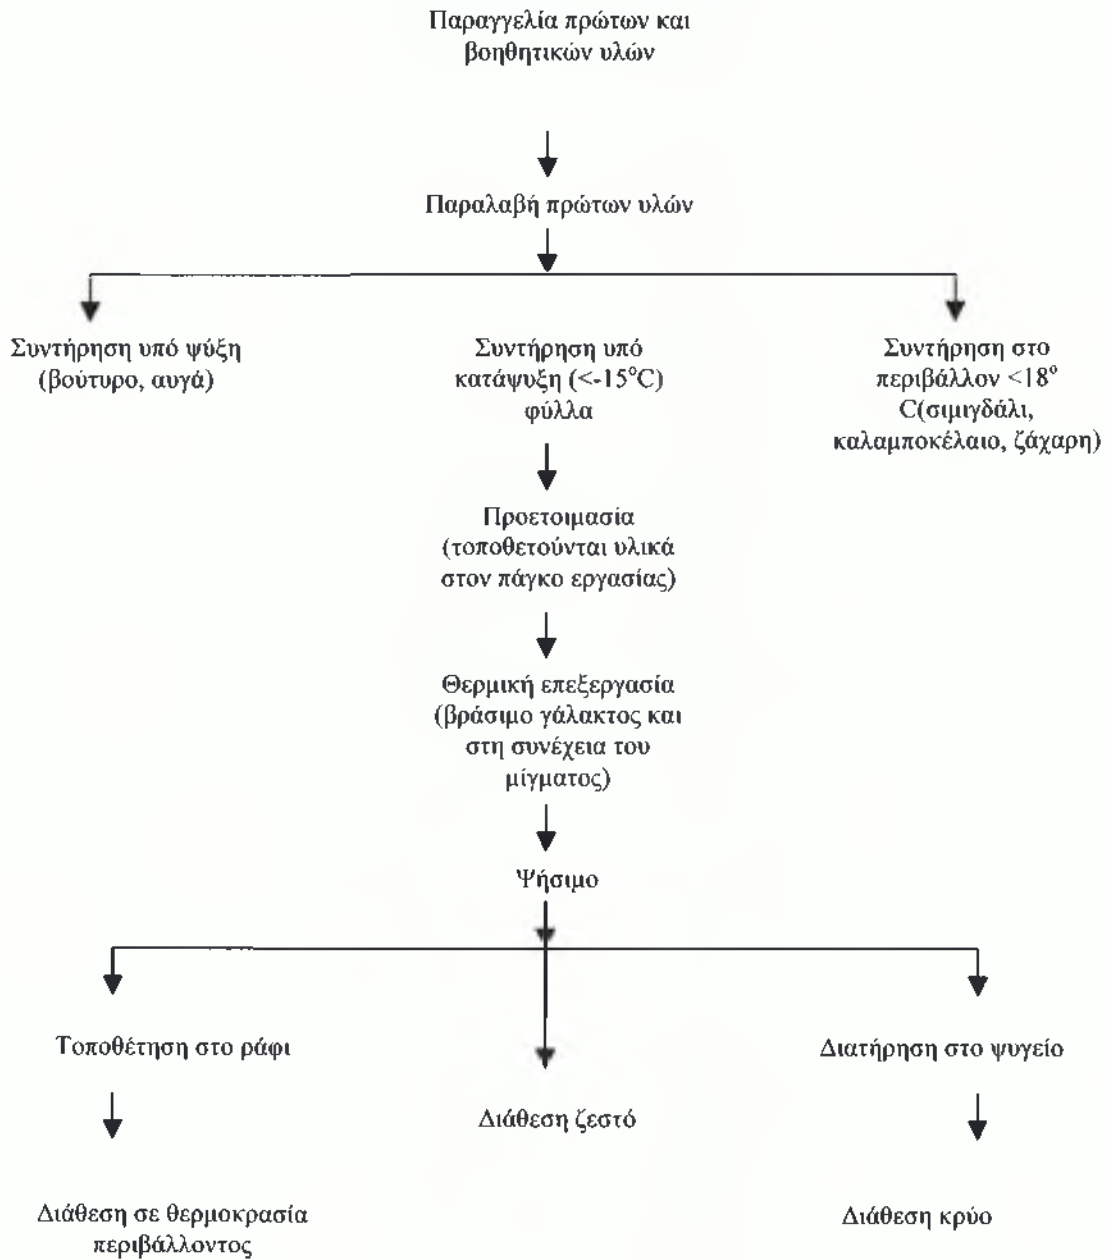 Παραγγελία πρώτων και
βοηθητικών υλών
Παραλαβή πρώτων υλών
Συντήρηση υπό ψύξη
(βούτυρο, αυγά)
Συντήρηση υπό
κατάψυξη (<-15°C)
φύλλα
Συντήρηση στο
περιβάλλον <18°
C(σιμιγδάλι,
καλαμποκέλαιο, ζάχαρη)
Προετοιμασία
(τοποθετούνται υλικά
στον πάγκο εργασίας)
Θερμική επεξεργασία
(βράσιμο γάλακτος και
στη συνέχεια του
μίγματος)
Ψήσιμο
Τοποθέτηση στο ράφι
Διάθεση ζεστό
Διατήρηση στο ψυγείο
Διάθεση σε θερμοκρασία
περιβάλλοντος
Διάθεση κρύο